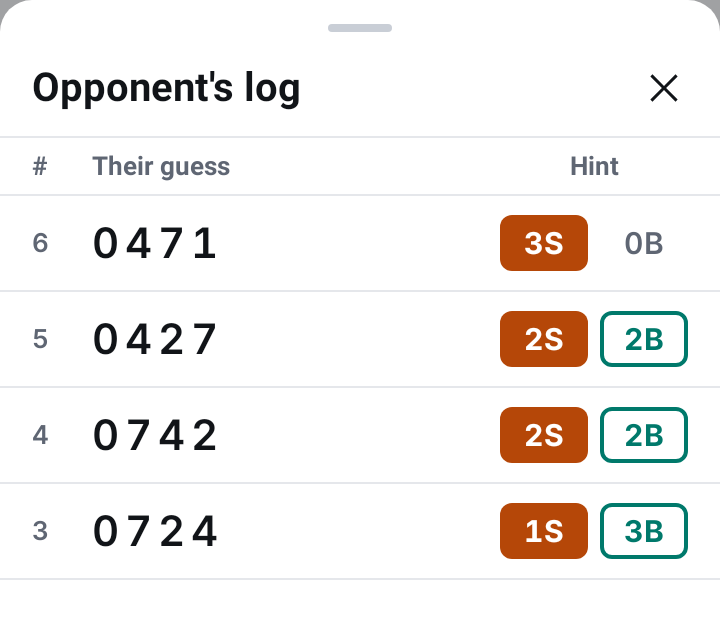 Opponent's log
# Their guess Hint
6 0471 3S 0B
5 0427 2S 2B
4 0742 2S 2B
3 0724 1S 3B